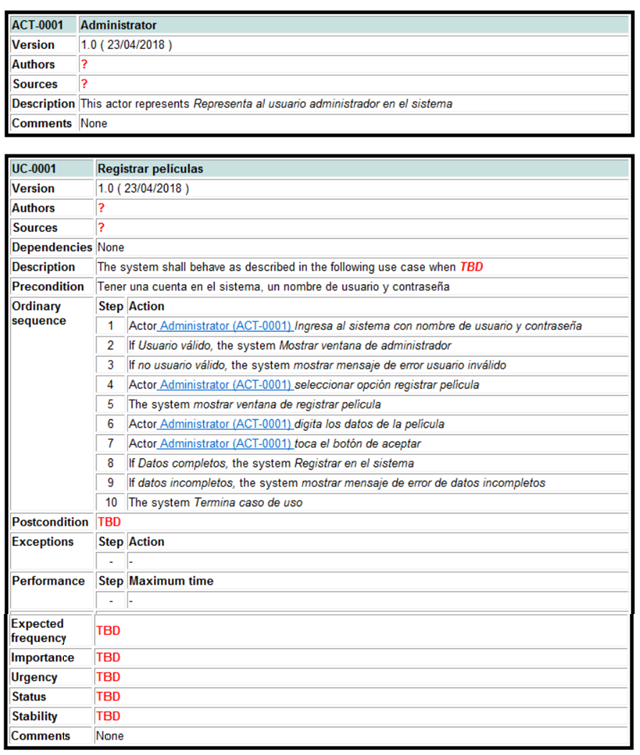 ACT-0001 Administrator
Version 1.0 ( 23/04/2018 )
Authors ?
Sources ?
Description This actor represents Representa al usuario administrador en el sistema
Comments None
UC-0001 Registrar películas
Version 1.0 ( 23/04/2018 )
Authors ?
Sources ?
Dependencies None
Description The system shall behave as described in the following use case when TBD
Precondition Tener una cuenta en el sistema, un nombre de usuario y contraseña
Ordinary sequence Step Action
1 Actor Administrator (ACT-0001) Ingresa al sistema con nombre de usuario y contraseña
2 If Usuario válido, the system Mostrar ventana de administrador
3 If no usuario válido, the system mostrar mensaje de error usuario inválido
4 Actor Administrator (ACT-0001) seleccionar opción registrar película
5 The system mostrar ventana de registrar película
6 Actor Administrator (ACT-0001) digita los datos de la película
7 Actor Administrator (ACT-0001) toca el botón de aceptar
8 If Datos completos, the system Registrar en el sistema
9 If datos incompletos, the system mostrar mensaje de error de datos incompletos
10 The system Termina caso de uso
Postcondition TBD
Exceptions Step Action
- -
Performance Step Maximum time
- -
Expected frequency TBD
Importance TBD
Urgency TBD
Status TBD
Stability TBD
Comments None